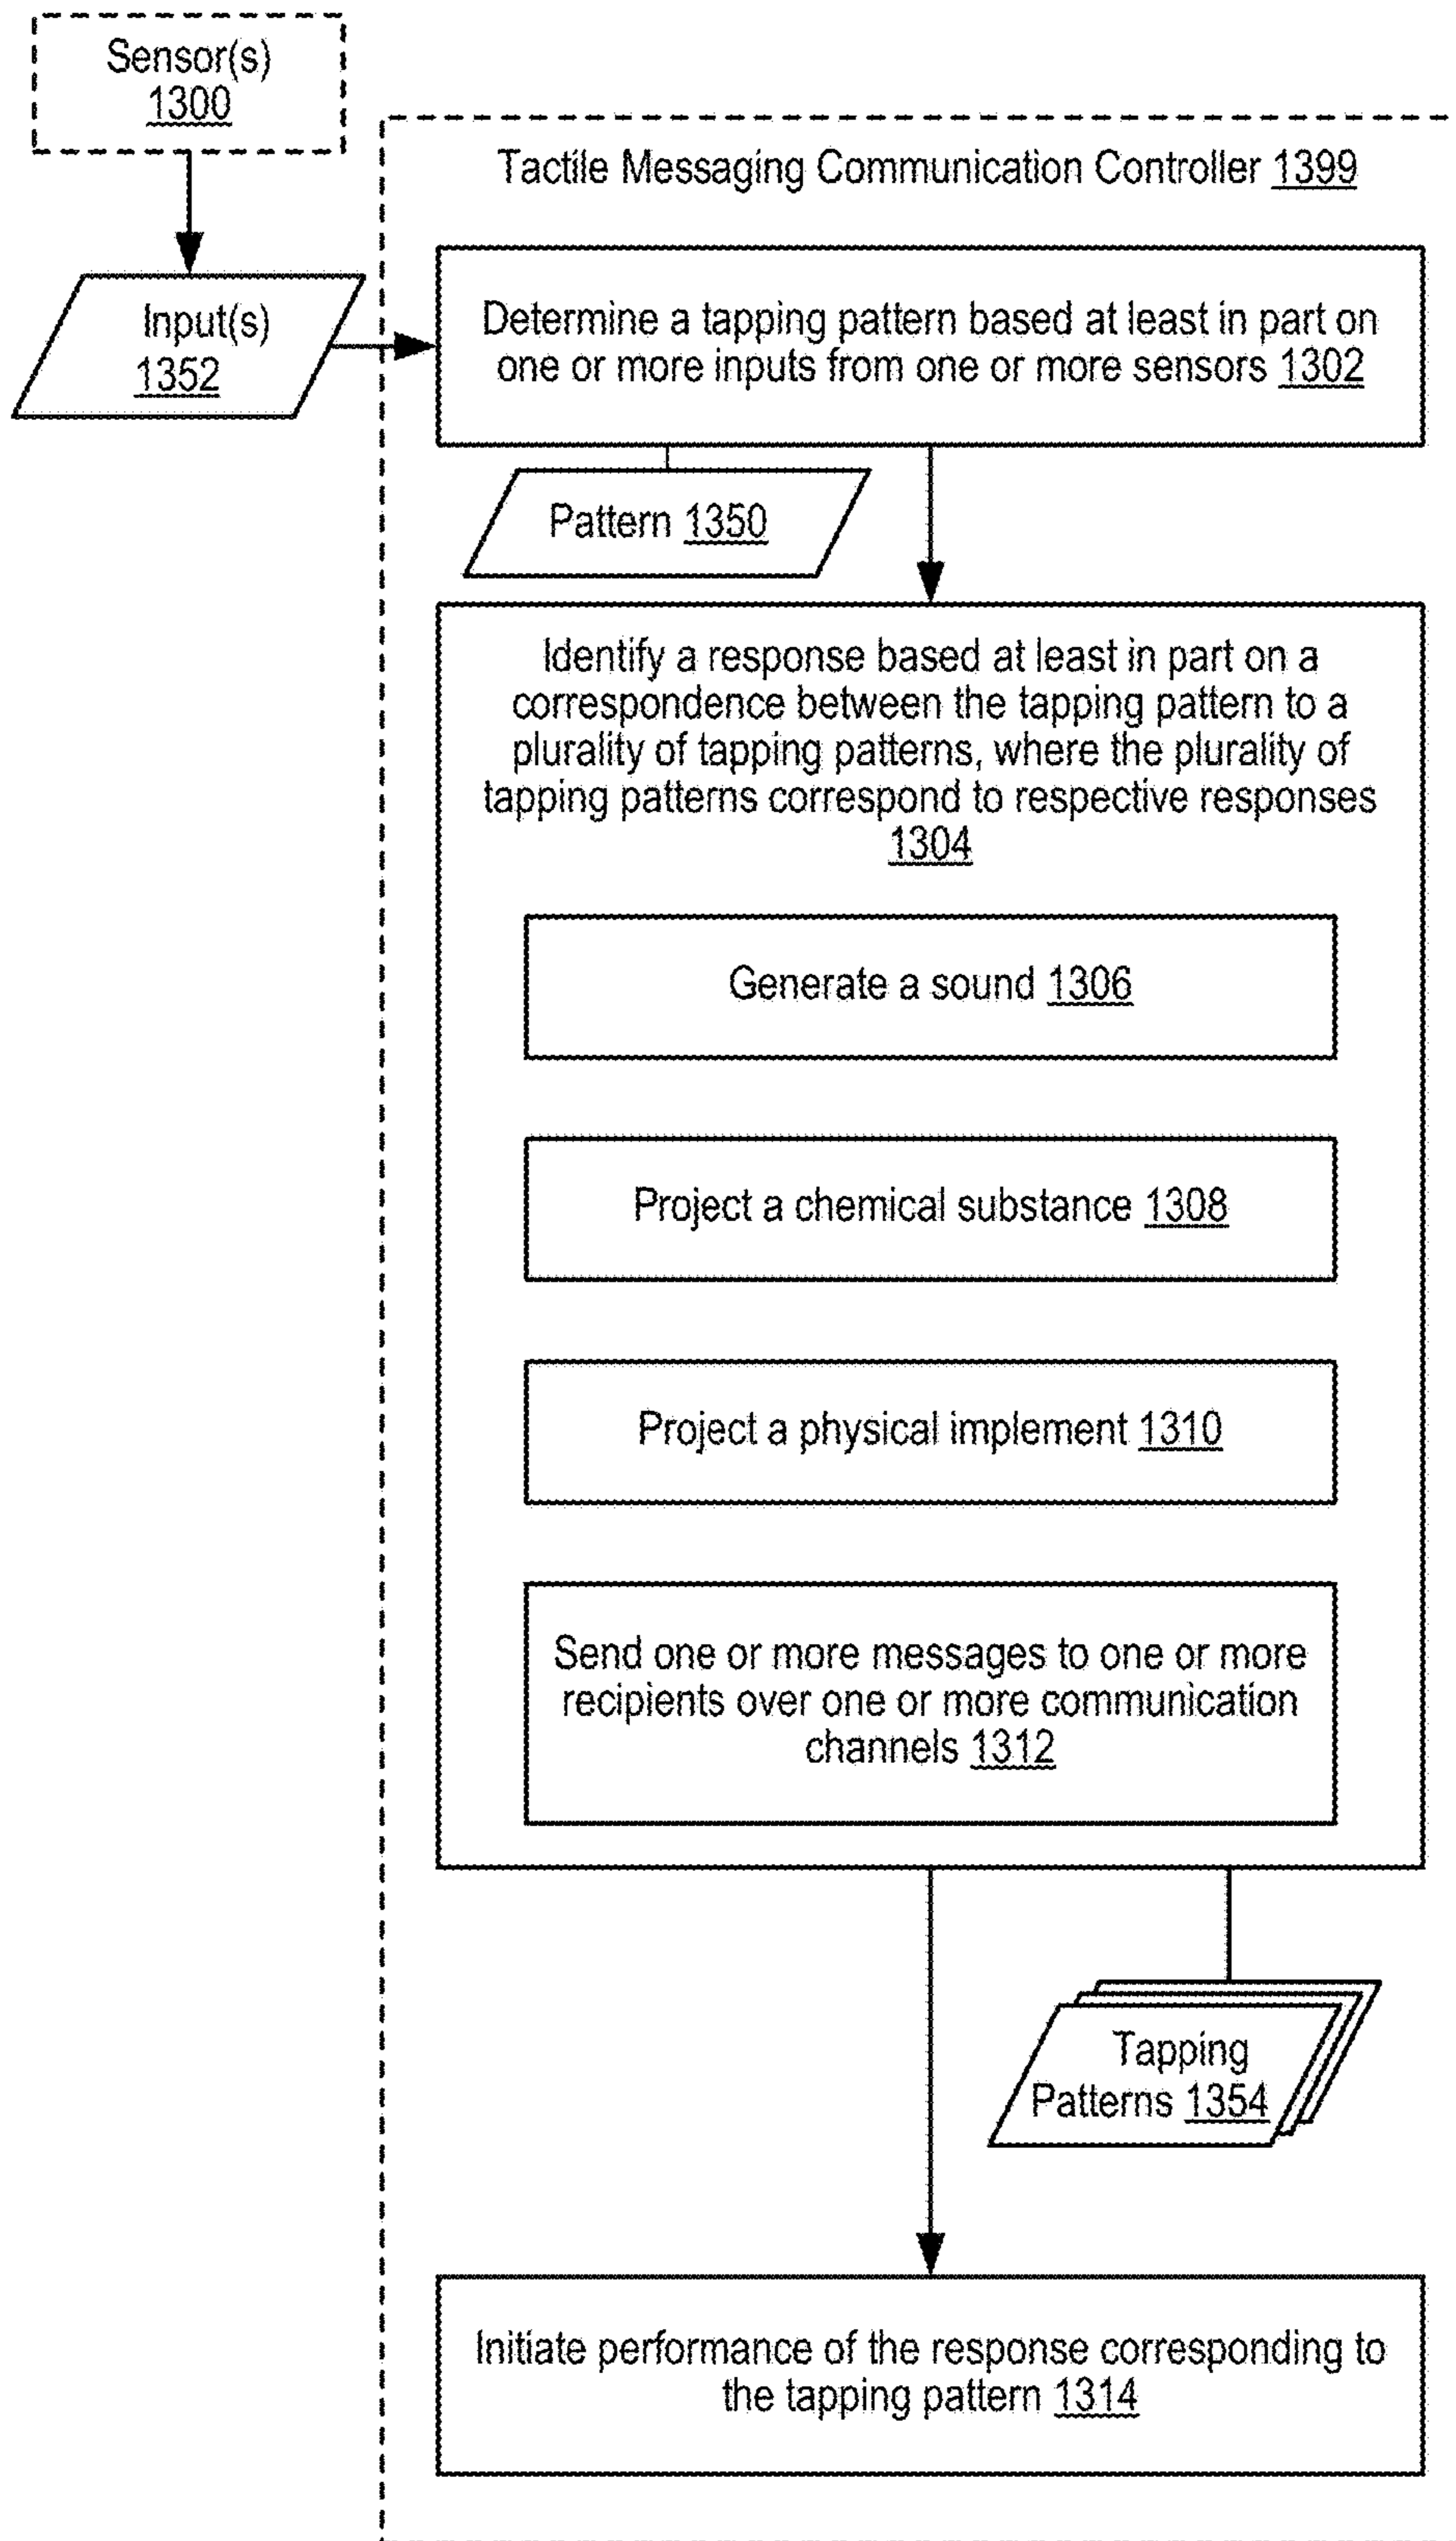 Sensor(s)
1300
Tactile Messaging Communication Controller 1399
Input(s)
1352
Determine a tapping pattern based at least in part on
one or more inputs from one or more sensors 1302
Pattern 1350
Identify a response based at least in part on a
correspondence between the tapping pattern to a
plurality of tapping patterns, where the plurality of
tapping patterns correspond to respective responses
1304
Generate a sound 1306
Project a chemical substance 1308
Project a physical implement 1310
Send one or more messages to one or more
recipients over one or more communication
channels 1312
Tapping
Patterns 1354
Initiate performance of the response corresponding to
the tapping pattern 1314